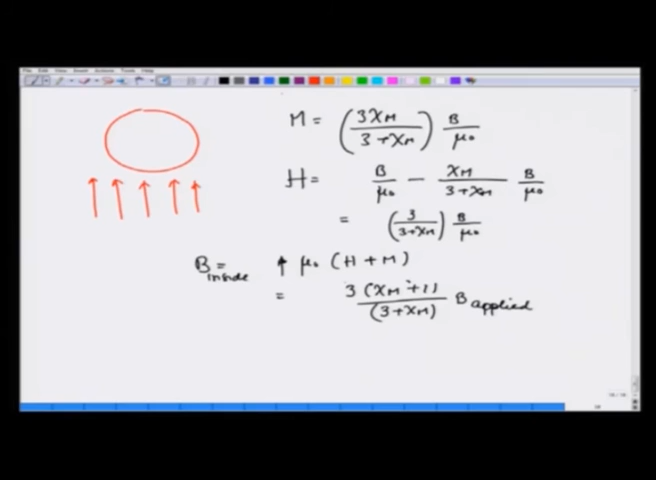 M = (3χM / 3+χM) B/μ₀
H = B/μ₀ − χM / 3+χM B/μ₀
= (3 / 3+χM) B/μ₀
B inside = ↑ μ₀ (H + M)
= 3(χM + 1) / (3+χM) B applied